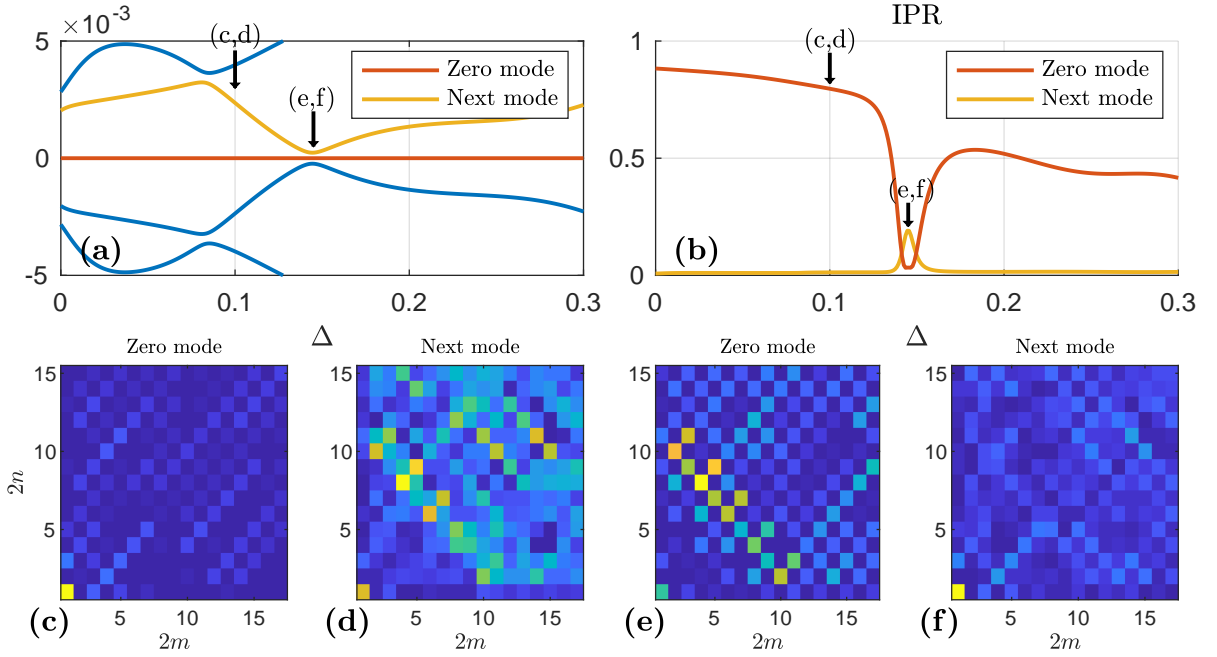 ×10⁻³
IPR
5
(c,d)
Zero mode
Next mode
(e,f)
0
-5
(a)
0
0.1
0.2
0.3
Δ
1
(c,d)
Zero mode
Next mode
0.5
(e,f)
0
(b)
0
0.1
0.2
0.3
Δ
Zero mode
Next mode
Zero mode
Next mode
15
10
5
2n
5
10
15
2m
(c)
15
10
5
5
10
15
2m
(d)
15
10
5
5
10
15
2m
(e)
15
10
5
5
10
15
2m
(f)